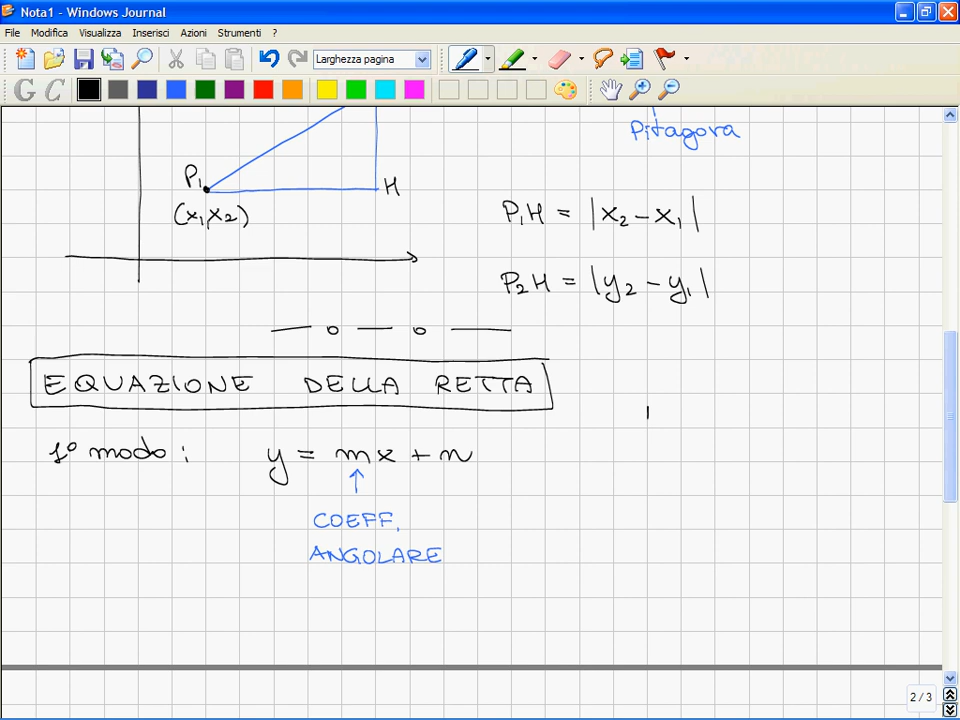 Nota1 - Windows Journal
File Modifica Visualizza Inserisci Azioni Strumenti ?
Larghezza pagina
G C
Pitagora
P₁
H
(x₁,x₂)
P₁H = |x₂ - x₁|
P₂H = |y₂ - y₁|
EQUAZIONE DELLA RETTA
1° modo: y = mx + n
↑
COEFF.
ANGOLARE
2 / 3